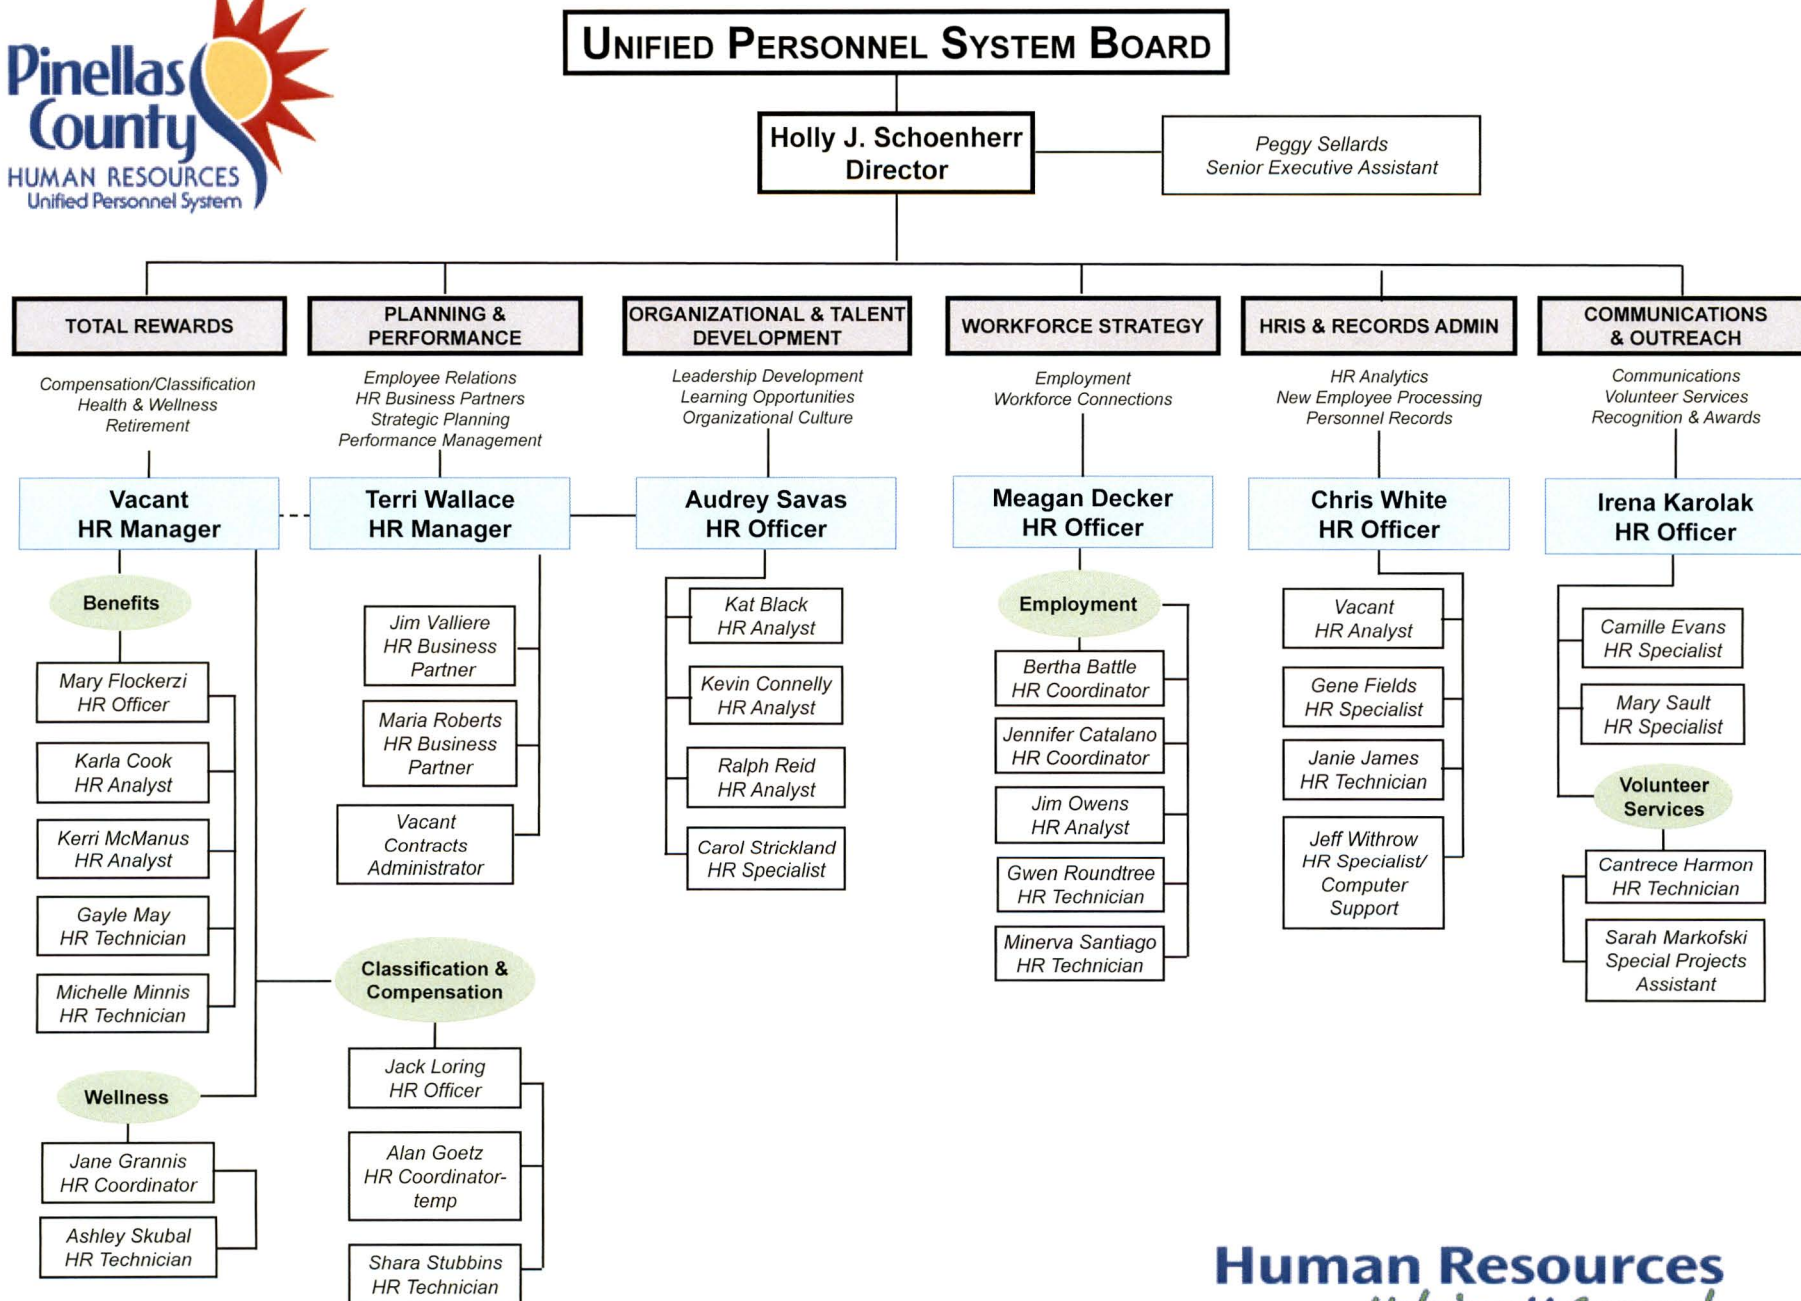 Pinellas
County
HUMAN RESOURCES
Unified Personnel System
UNIFIED PERSONNEL SYSTEM BOARD
Holly J. Schoenherr
Director
Peggy Sellards
Senior Executive Assistant
TOTAL REWARDS
Compensation/Classification
Health & Wellness
Retirement
PLANNING &
PERFORMANCE
Employee Relations
HR Business Partners
Strategic Planning
Performance Management
ORGANIZATIONAL & TALENT
DEVELOPMENT
Leadership Development
Learning Opportunities
Organizational Culture
WORKFORCE STRATEGY
Employment
Workforce Connections
HRIS & RECORDS ADMIN
HR Analytics
New Employee Processing
Personnel Records
COMMUNICATIONS
& OUTREACH
Communications
Volunteer Services
Recognition & Awards
Vacant
HR Manager
Terri Wallace
HR Manager
Audrey Savas
HR Officer
Meagan Decker
HR Officer
Chris White
HR Officer
Irena Karolak
HR Officer
Benefits
Mary Flockerzi
HR Officer
Karla Cook
HR Analyst
Kerri McManus
HR Analyst
Gayle May
HR Technician
Michelle Minnis
HR Technician
Wellness
Jane Grannis
HR Coordinator
Ashley Skubal
HR Technician
Jim Valliere
HR Business
Partner
Maria Roberts
HR Business
Partner
Vacant
Contracts
Administrator
Classification &
Compensation
Jack Loring
HR Officer
Alan Goetz
HR Coordinator-
temp
Shara Stubbins
HR Technician
Kat Black
HR Analyst
Kevin Connelly
HR Analyst
Ralph Reid
HR Analyst
Carol Strickland
HR Specialist
Employment
Bertha Battle
HR Coordinator
Jennifer Catalano
HR Coordinator
Jim Owens
HR Analyst
Gwen Roundtree
HR Technician
Minerva Santiago
HR Technician
Vacant
HR Analyst
Gene Fields
HR Specialist
Janie James
HR Technician
Jeff Withrow
HR Specialist/
Computer
Support
Camille Evans
HR Specialist
Mary Sault
HR Specialist
Volunteer
Services
Cantrece Harmon
HR Technician
Sarah Markofski
Special Projects
Assistant
Human Resources